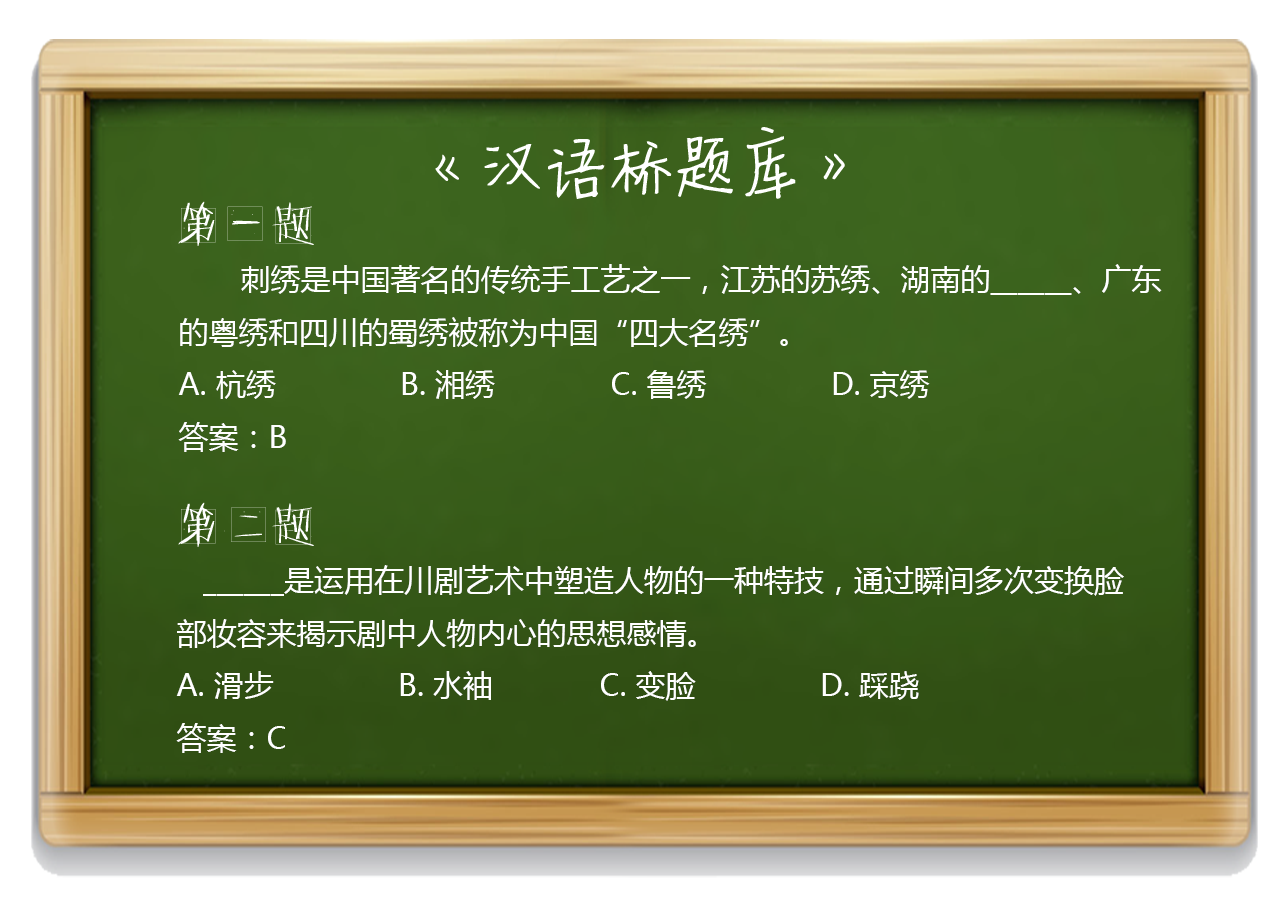 《汉语桥题库》
第一题
刺绣是中国著名的传统手工艺之一，江苏的苏绣、湖南的______、广东
的粤绣和四川的蜀绣被称为中国“四大名绣”。
A. 杭绣 B. 湘绣 C. 鲁绣 D. 京绣
答案：B
第二题
______是运用在川剧艺术中塑造人物的一种特技，通过瞬间多次变换脸
部妆容来揭示剧中人物内心的思想感情。
A. 滑步 B. 水袖 C. 变脸 D. 踩跷
答案：C